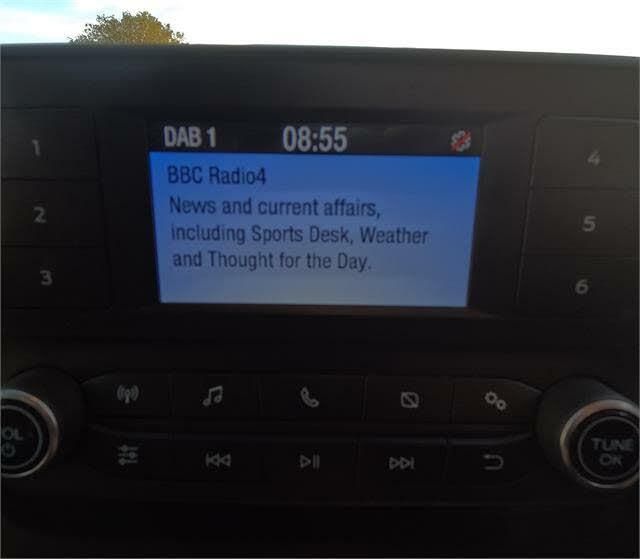 DAB 1 08:55
BBC Radio4
News and current affairs,
including Sports Desk, Weather
and Thought for the Day.
1
2
3
4
5
6
OL
TUNE
OK